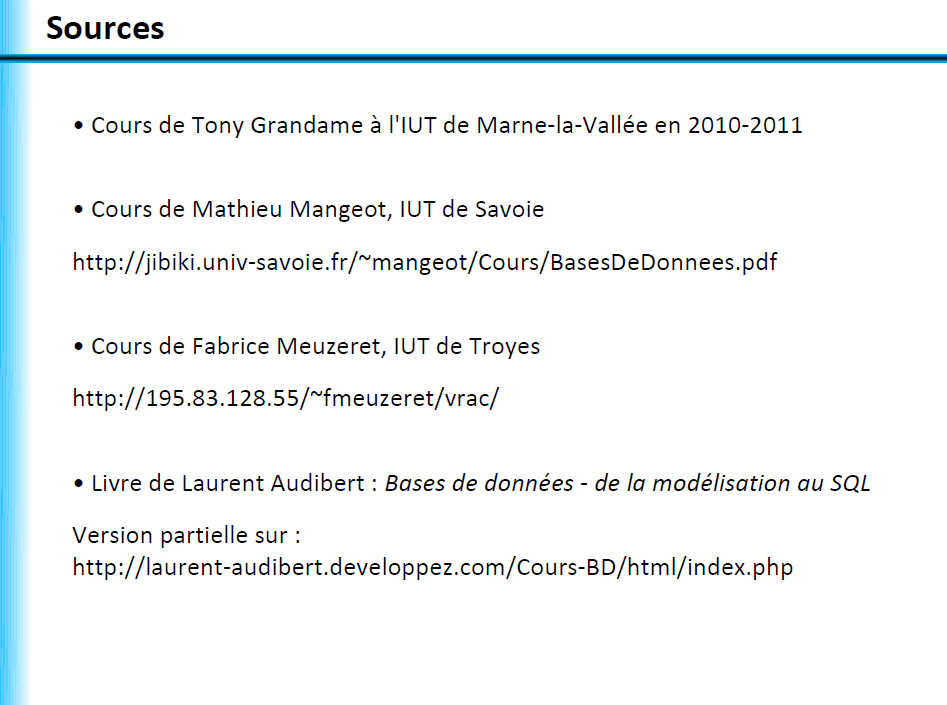 Sources
• Cours de Tony Grandame à l'IUT de Marne-la-Vallée en 2010-2011
• Cours de Mathieu Mangeot, IUT de Savoie
http://jibiki.univ-savoie.fr/~mangeot/Cours/BasesDeDonnees.pdf
• Cours de Fabrice Meuzeret, IUT de Troyes
http://195.83.128.55/~fmeuzeret/vrac/
• Livre de Laurent Audibert : Bases de données - de la modélisation au SQL
Version partielle sur :
http://laurent-audibert.developpez.com/Cours-BD/html/index.php